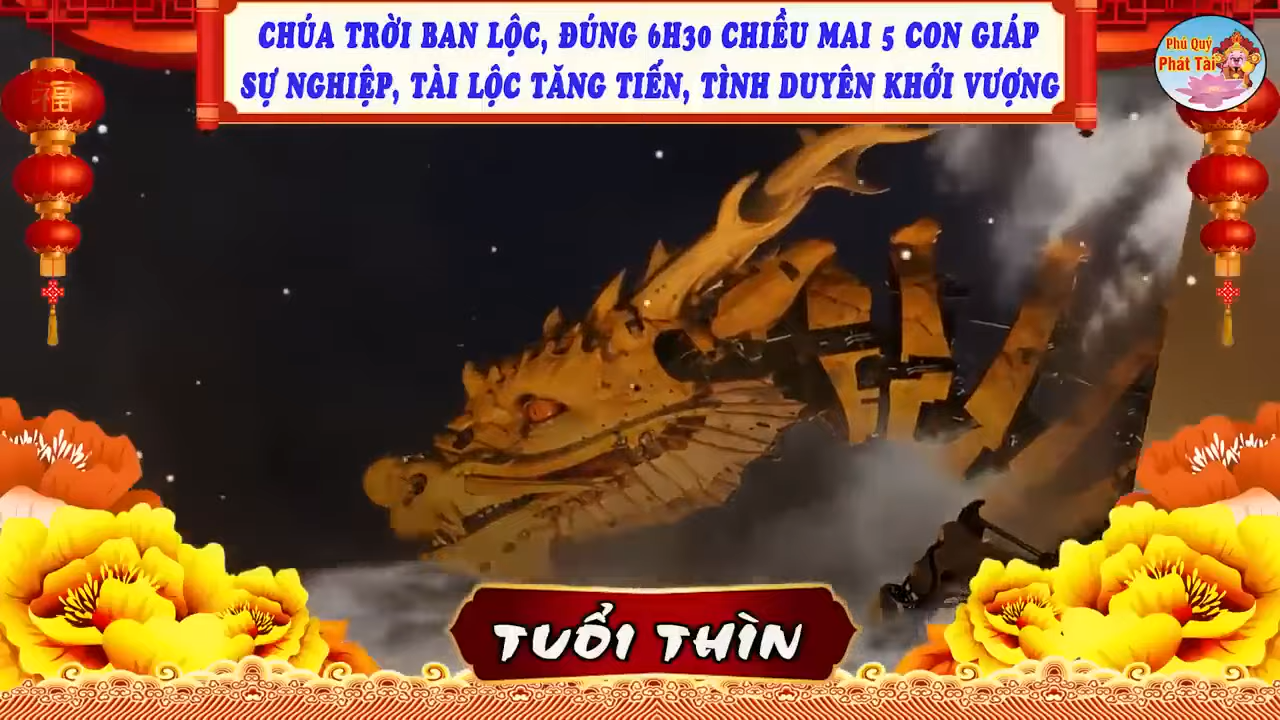 CHÚA TRỜI BAN LỘC, ĐÚNG 6H30 CHIỀU MAI 5 CON GIÁP
SỰ NGHIỆP, TÀI LỘC TĂNG TIẾN, TÌNH DUYÊN KHỞI VƯỢNG
Phú Quý
Phát Tài
福
TUỔI THÌN